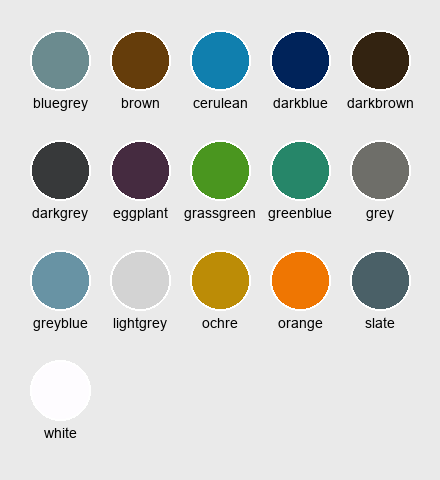 bluegrey brown cerulean darkblue darkbrown
darkgrey eggplant grassgreen greenblue grey
greyblue lightgrey ochre orange slate
white